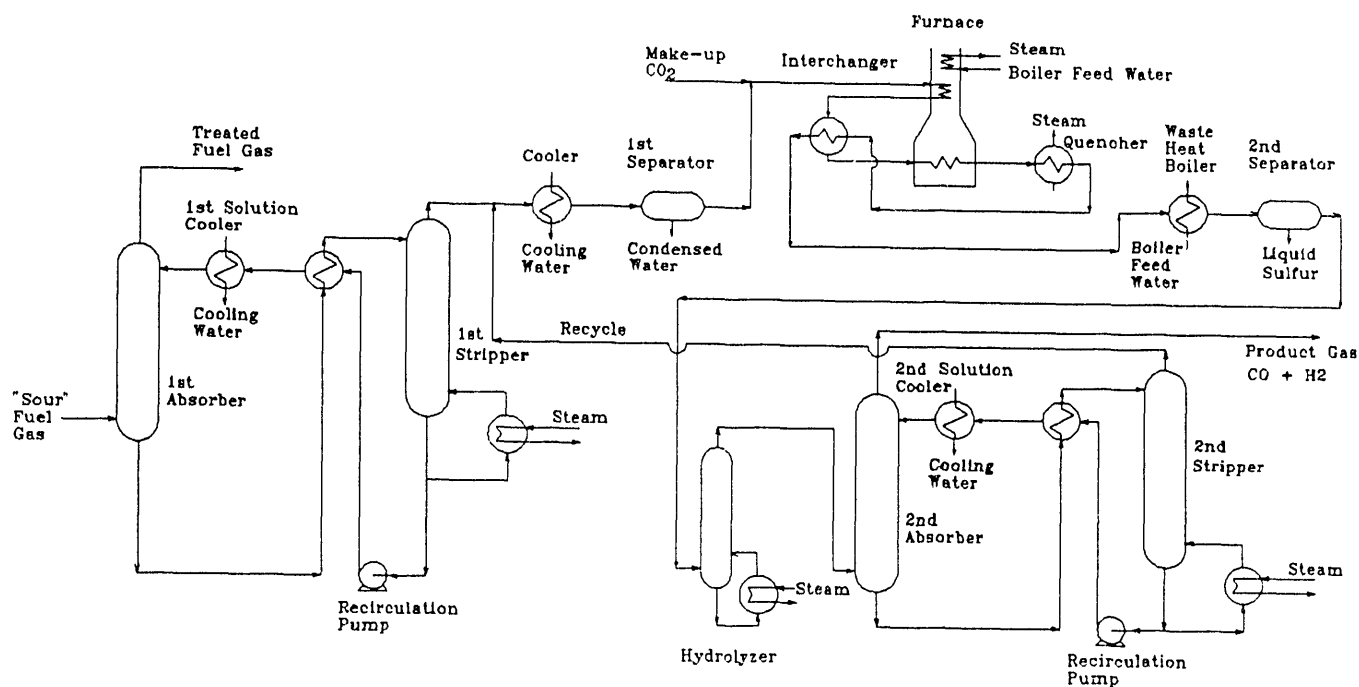 Furnace
Steam
Make-up
CO2
Interchanger
Boiler Feed Water
Treated
Fuel Gas
Cooler
1st
Separator
Steam
Quencher
Waste
Heat
Boiler
2nd
Separator
1st Solution
Cooler
Cooling
Water
Condensed
Water
Boiler
Feed
Water
Liquid
Sulfur
Cooling
Water
1st
Stripper
Recycle
Product Gas
CO + H2
"Sour"
Fuel
Gas
1st
Absorber
2nd Solution
Cooler
Steam
Cooling
Water
2nd
Stripper
2nd
Absorber
Steam
Steam
Recirculation
Pump
Hydrolyzer
Recirculation
Pump